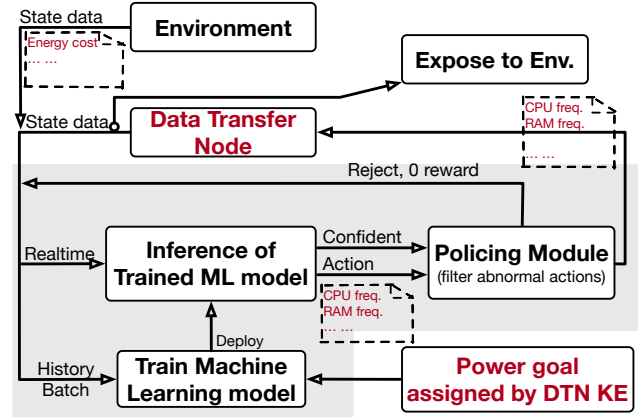 State data
Environment
Energy cost
... ...
Expose to Env.
State data
Data Transfer
Node
CPU freq.
RAM freq.
... ...
Reject, 0 reward
Realtime
Inference of
Trained ML model
Confident
Action
Policing Module
(filter abnormal actions)
CPU freq.
RAM freq.
... ...
Deploy
History
Batch
Train Machine
Learning model
Power goal
assigned by DTN KE